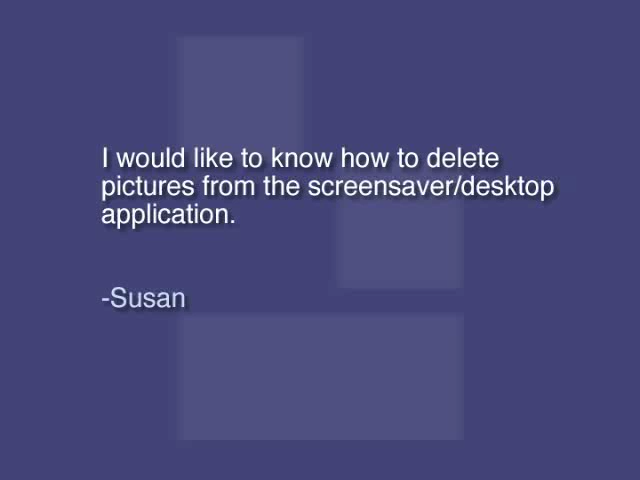 I would like to know how to delete
pictures from the screensaver/desktop
application.
-Susan